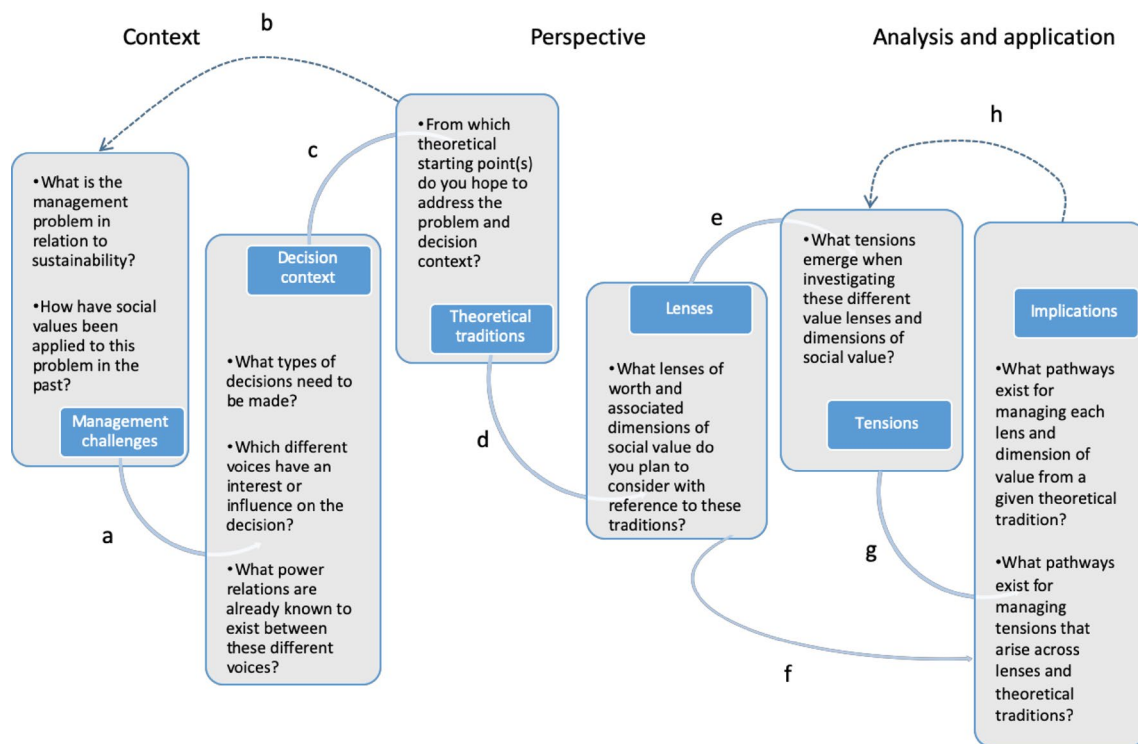 Context
b
Perspective
Analysis and application
•What is the
management
problem in
relation to
sustainability?
•How have social
values been
applied to this
problem in the
past?
Management
challenges
a
Decision
context
•What types of
decisions need to
be made?
•Which different
voices have an
interest or
influence on the
decision?
•What power
relations are
already known to
exist between
these different
voices?
c
•From which
theoretical
starting point(s)
do you hope to
address the
problem and
decision
context?
Theoretical
traditions
d
Lenses
•What lenses of
worth and
associated
dimensions of
social value do
you plan to
consider with
reference to these
traditions?
e
•What tensions
emerge when
investigating
these different
value lenses and
dimensions of
social value?
Tensions
f
g
h
Implications
•What pathways
exist for
managing each
lens and
dimension of
value from a
given theoretical
tradition?
•What pathways
exist for
managing
tensions that
arise across
lenses and
theoretical
traditions?